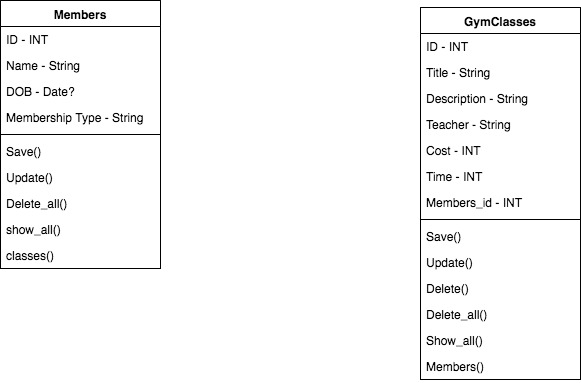 Members
ID - INT
Name - String
DOB - Date?
Membership Type - String
Save()
Update()
Delete_all()
show_all()
classes()
GymClasses
ID - INT
Title - String
Description - String
Teacher - String
Cost - INT
Time - INT
Members_id - INT
Save()
Update()
Delete()
Delete_all()
Show_all()
Members()